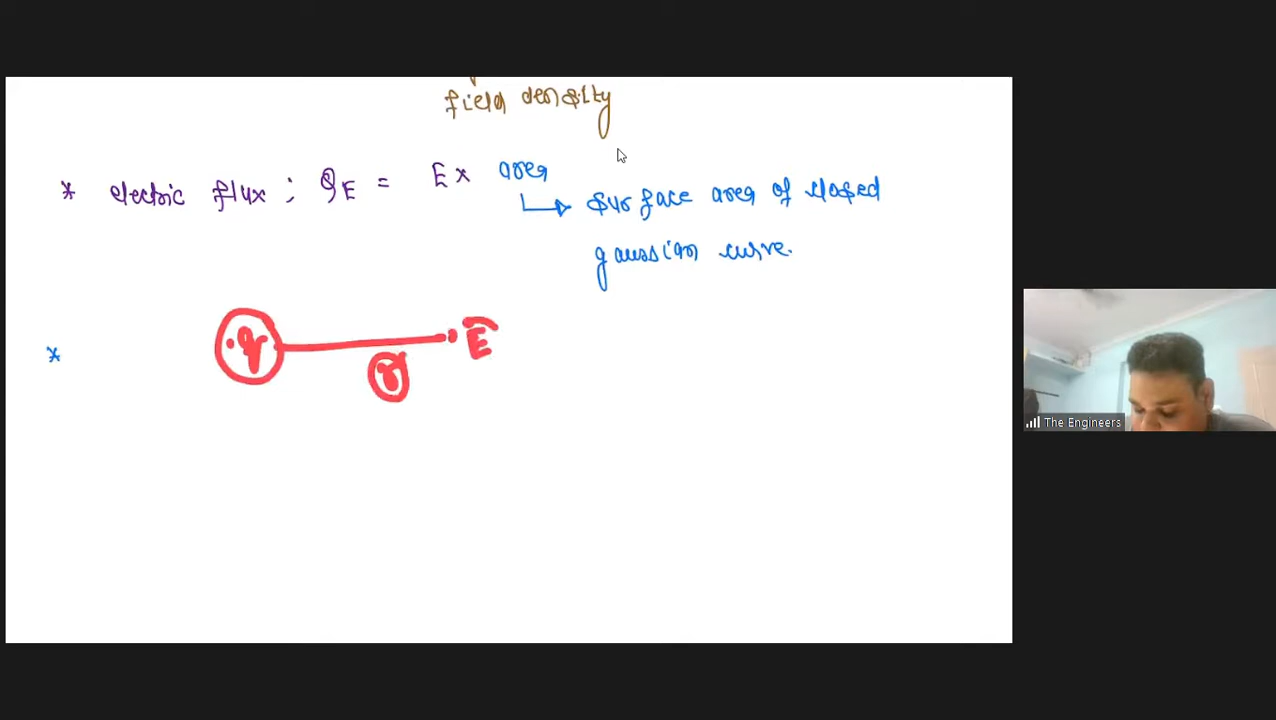 field density
* electric flux ; φE = E x area
↳ surface area of closed
gaussian curve.
* .q r . E
The Engineers